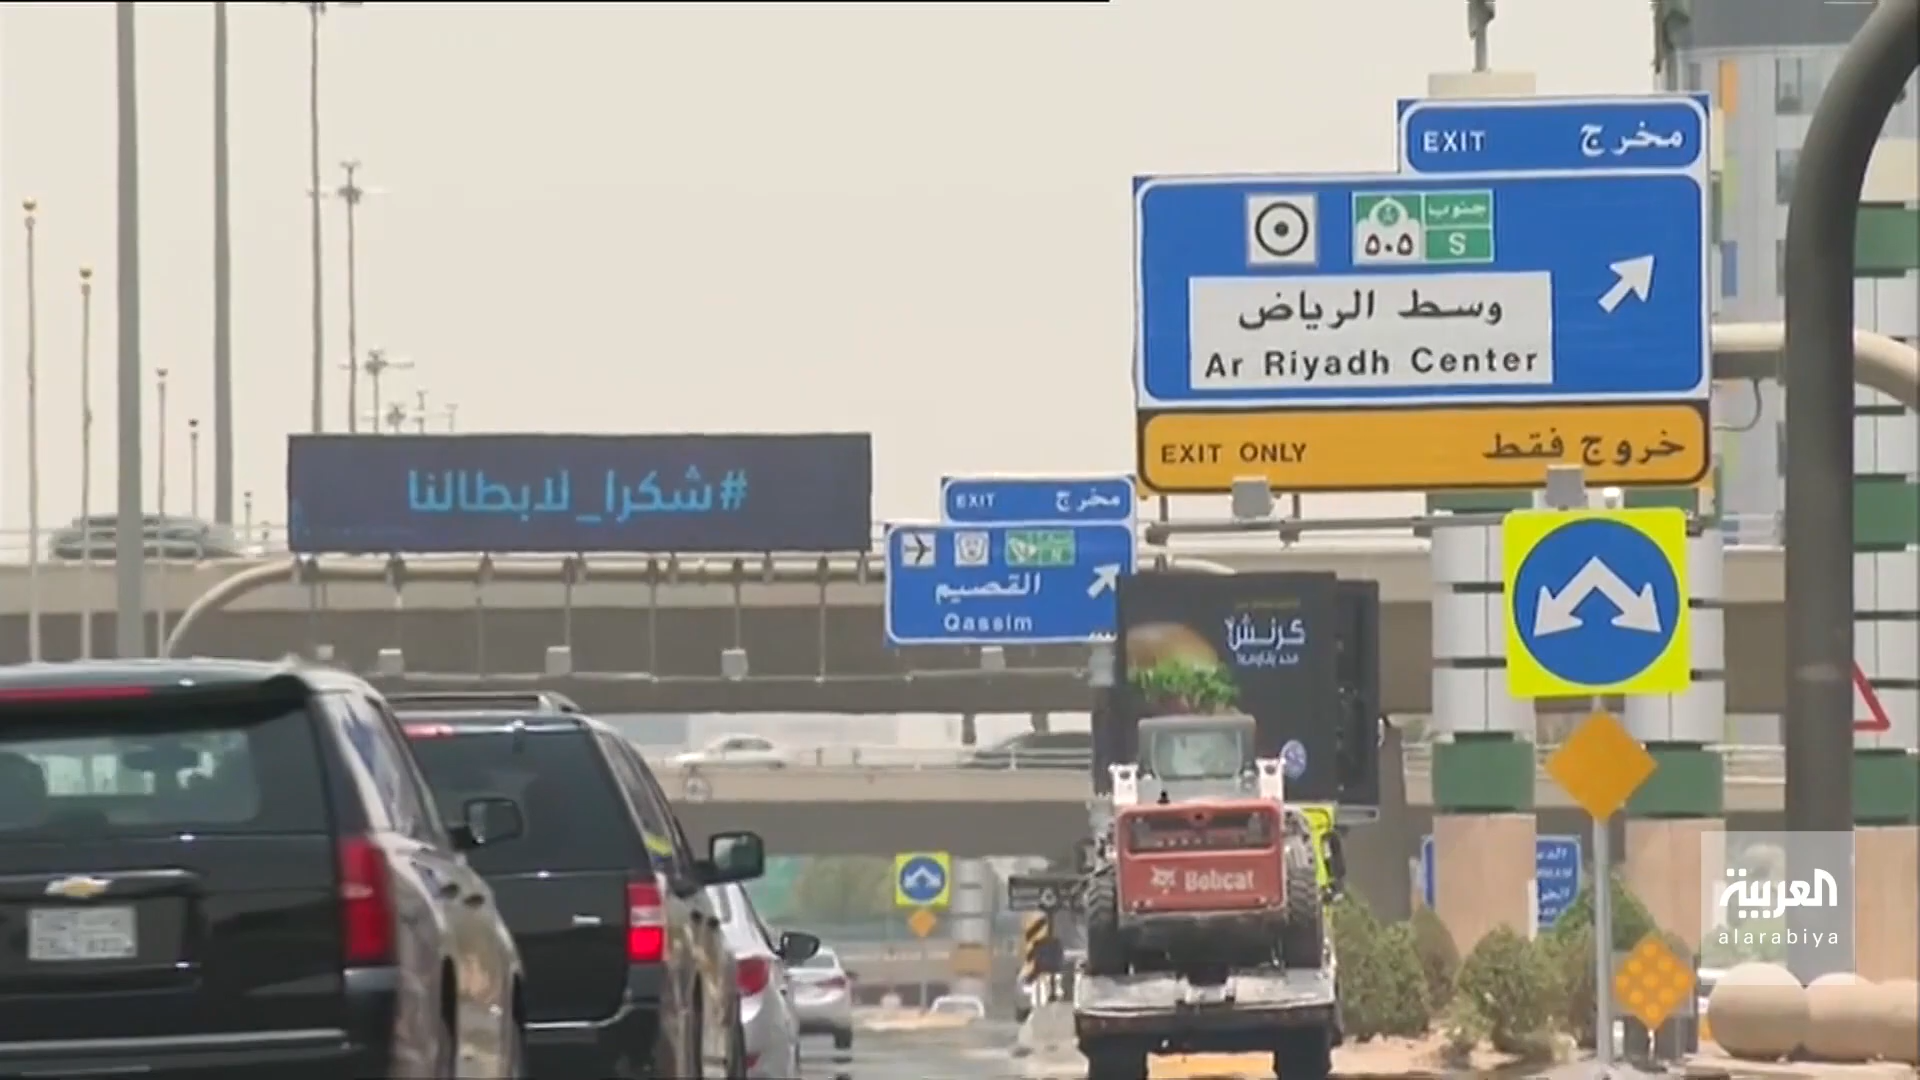 مخرج EXIT
جنوب
٥٠٥ S
وسط الرياض
Ar Riyadh Center
خروج فقط EXIT ONLY
#شكرا_لابطالنا
مخرج EXIT
N
القصيم
Qassim
كرنش
Bobcat
العربية
alarabiya